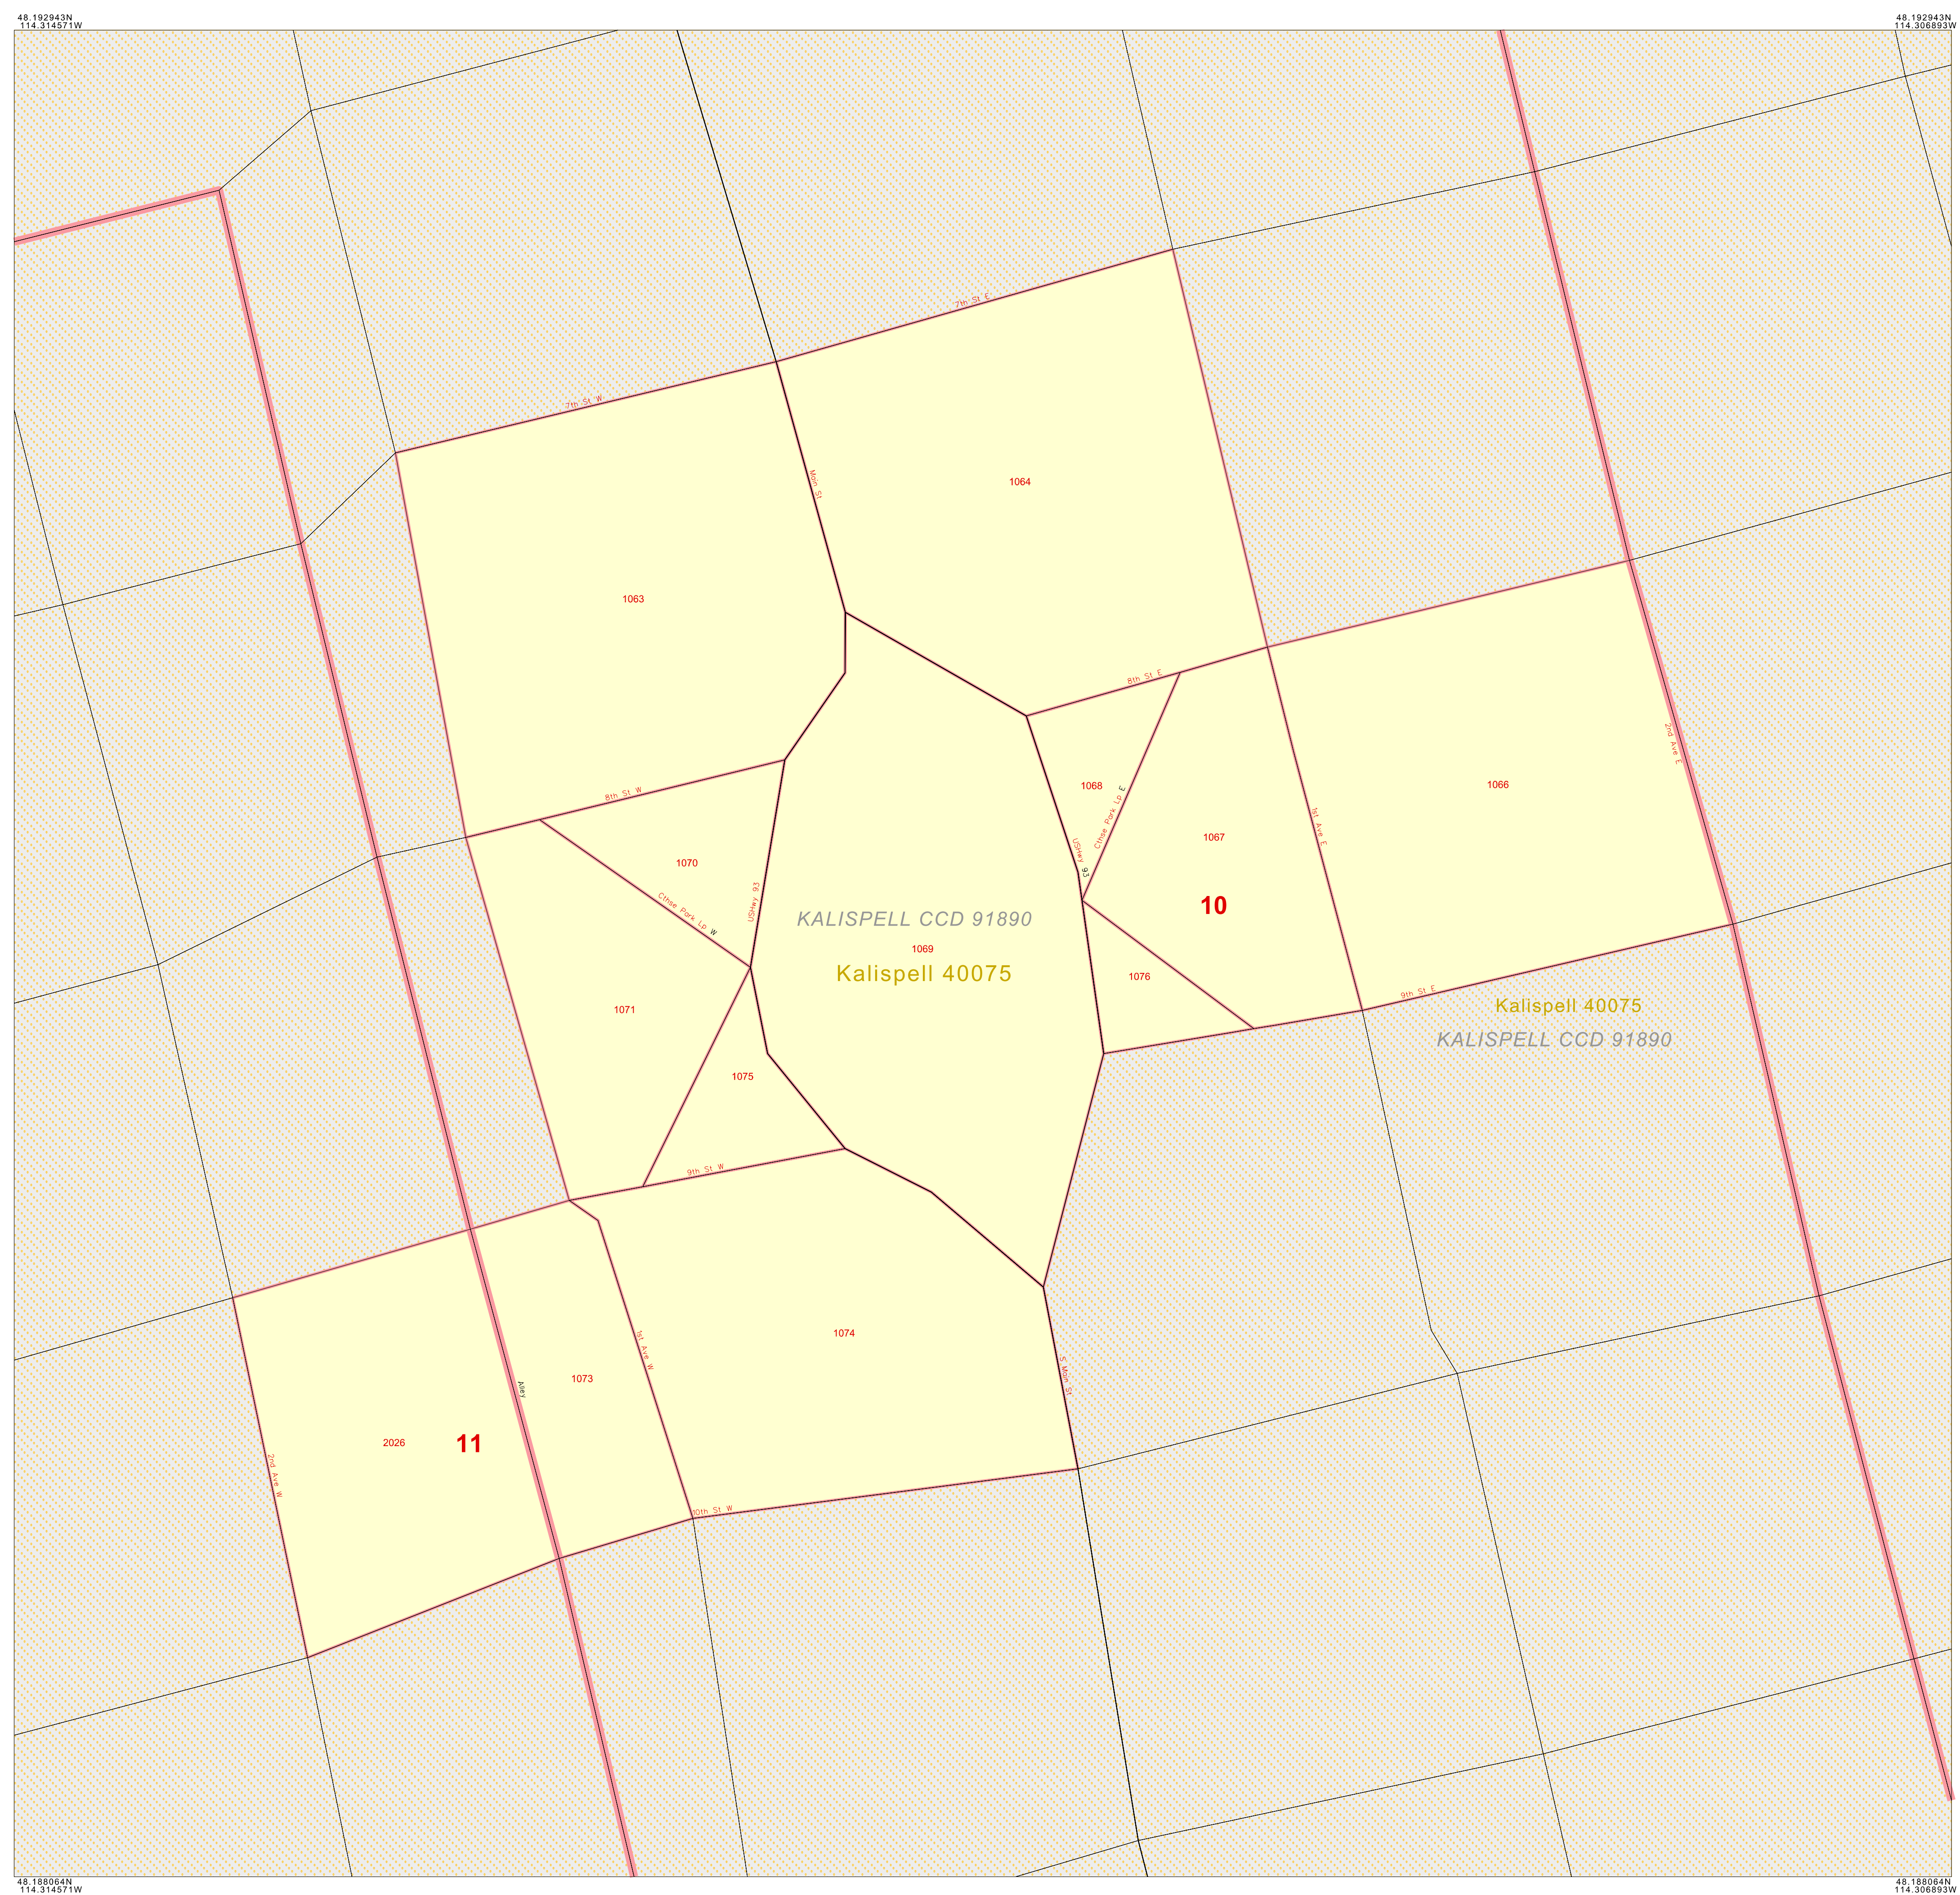 48.192943N
114.314571W
48.192943N
114.306893W
7th St E
7th St W
Main St
1064
1063
8th St E
2nd Ave E
1068
1066
8th St W
Cthse Park Lp E
1st Ave E
1067
USHwy 93
1070
USHwy 93
Cthse Park Lp W
10
KALISPELL CCD 91890
1069
Kalispell 40075
1076
9th St E
Kalispell 40075
KALISPELL CCD 91890
1071
1075
9th St W
1074
1st Ave W
S Main St
1073
Alley
2026
11
2nd Ave W
10th St W
48.188064N
114.314571W
48.188064N
114.306893W